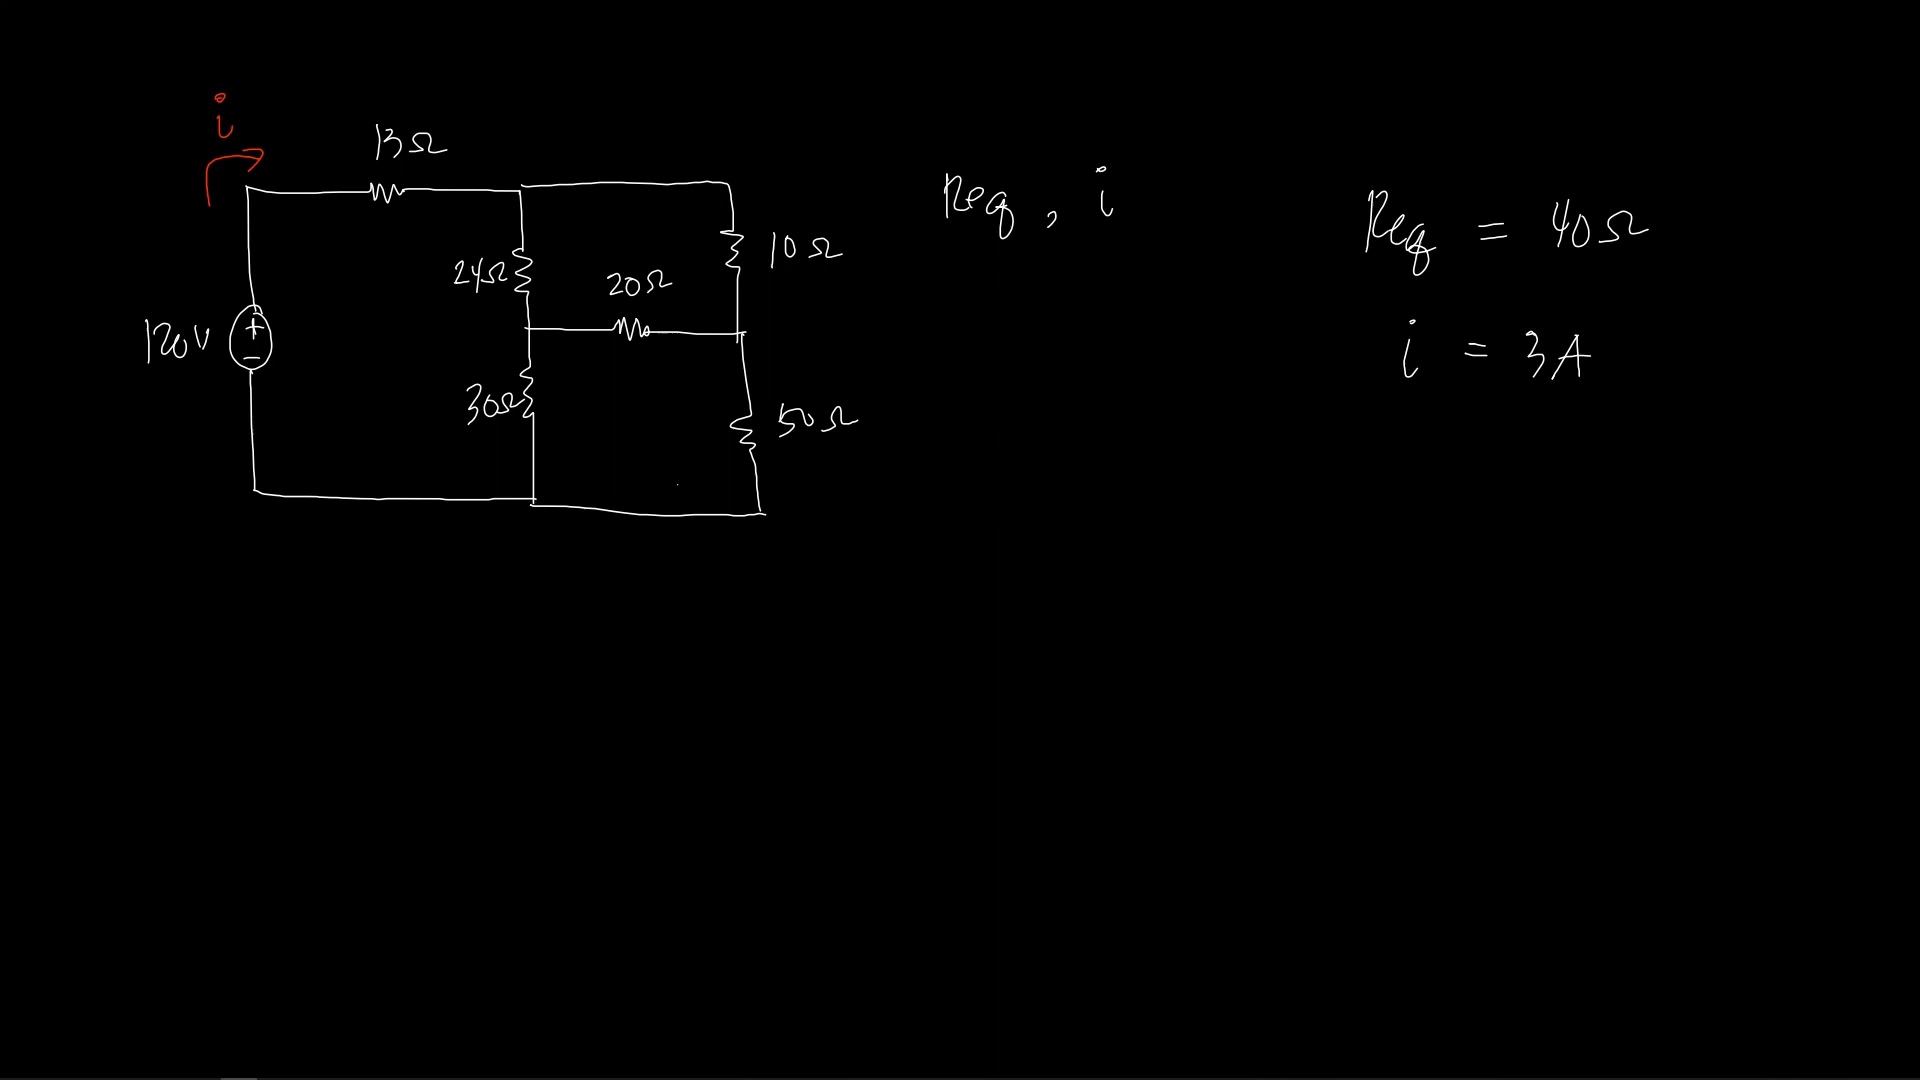 i
13Ω
24Ω
20Ω
10Ω
120V
+
-
30Ω
50Ω
Req , i
Req = 40Ω
i = 3A